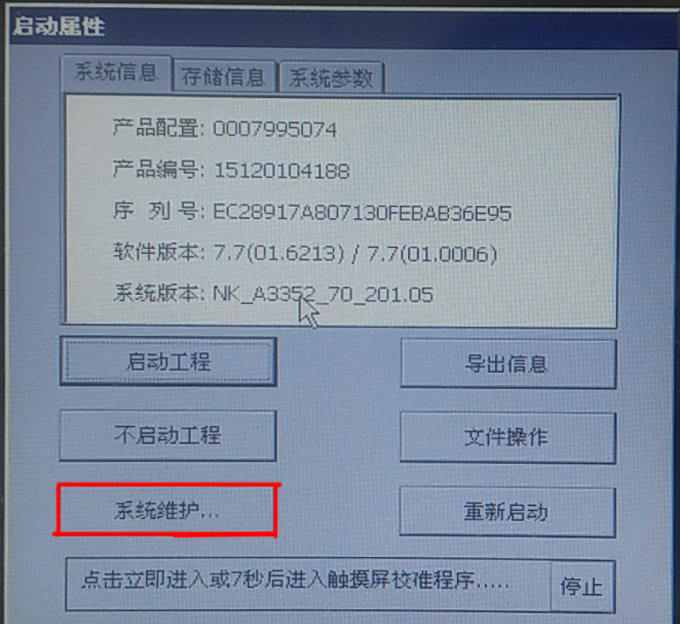 启动属性
系统信息 存储信息 系统参数
产品配置: 0007995074
产品编号: 15120104188
序 列 号: EC28917A807130FEBAB36E95
软件版本: 7.7(01.6213) / 7.7(01.0006)
系统版本: NK_A3352_70_201.05
启动工程 导出信息
不启动工程 文件操作
系统维护... 重新启动
点击立即进入或7秒后进入触摸屏校准程序..... 停止